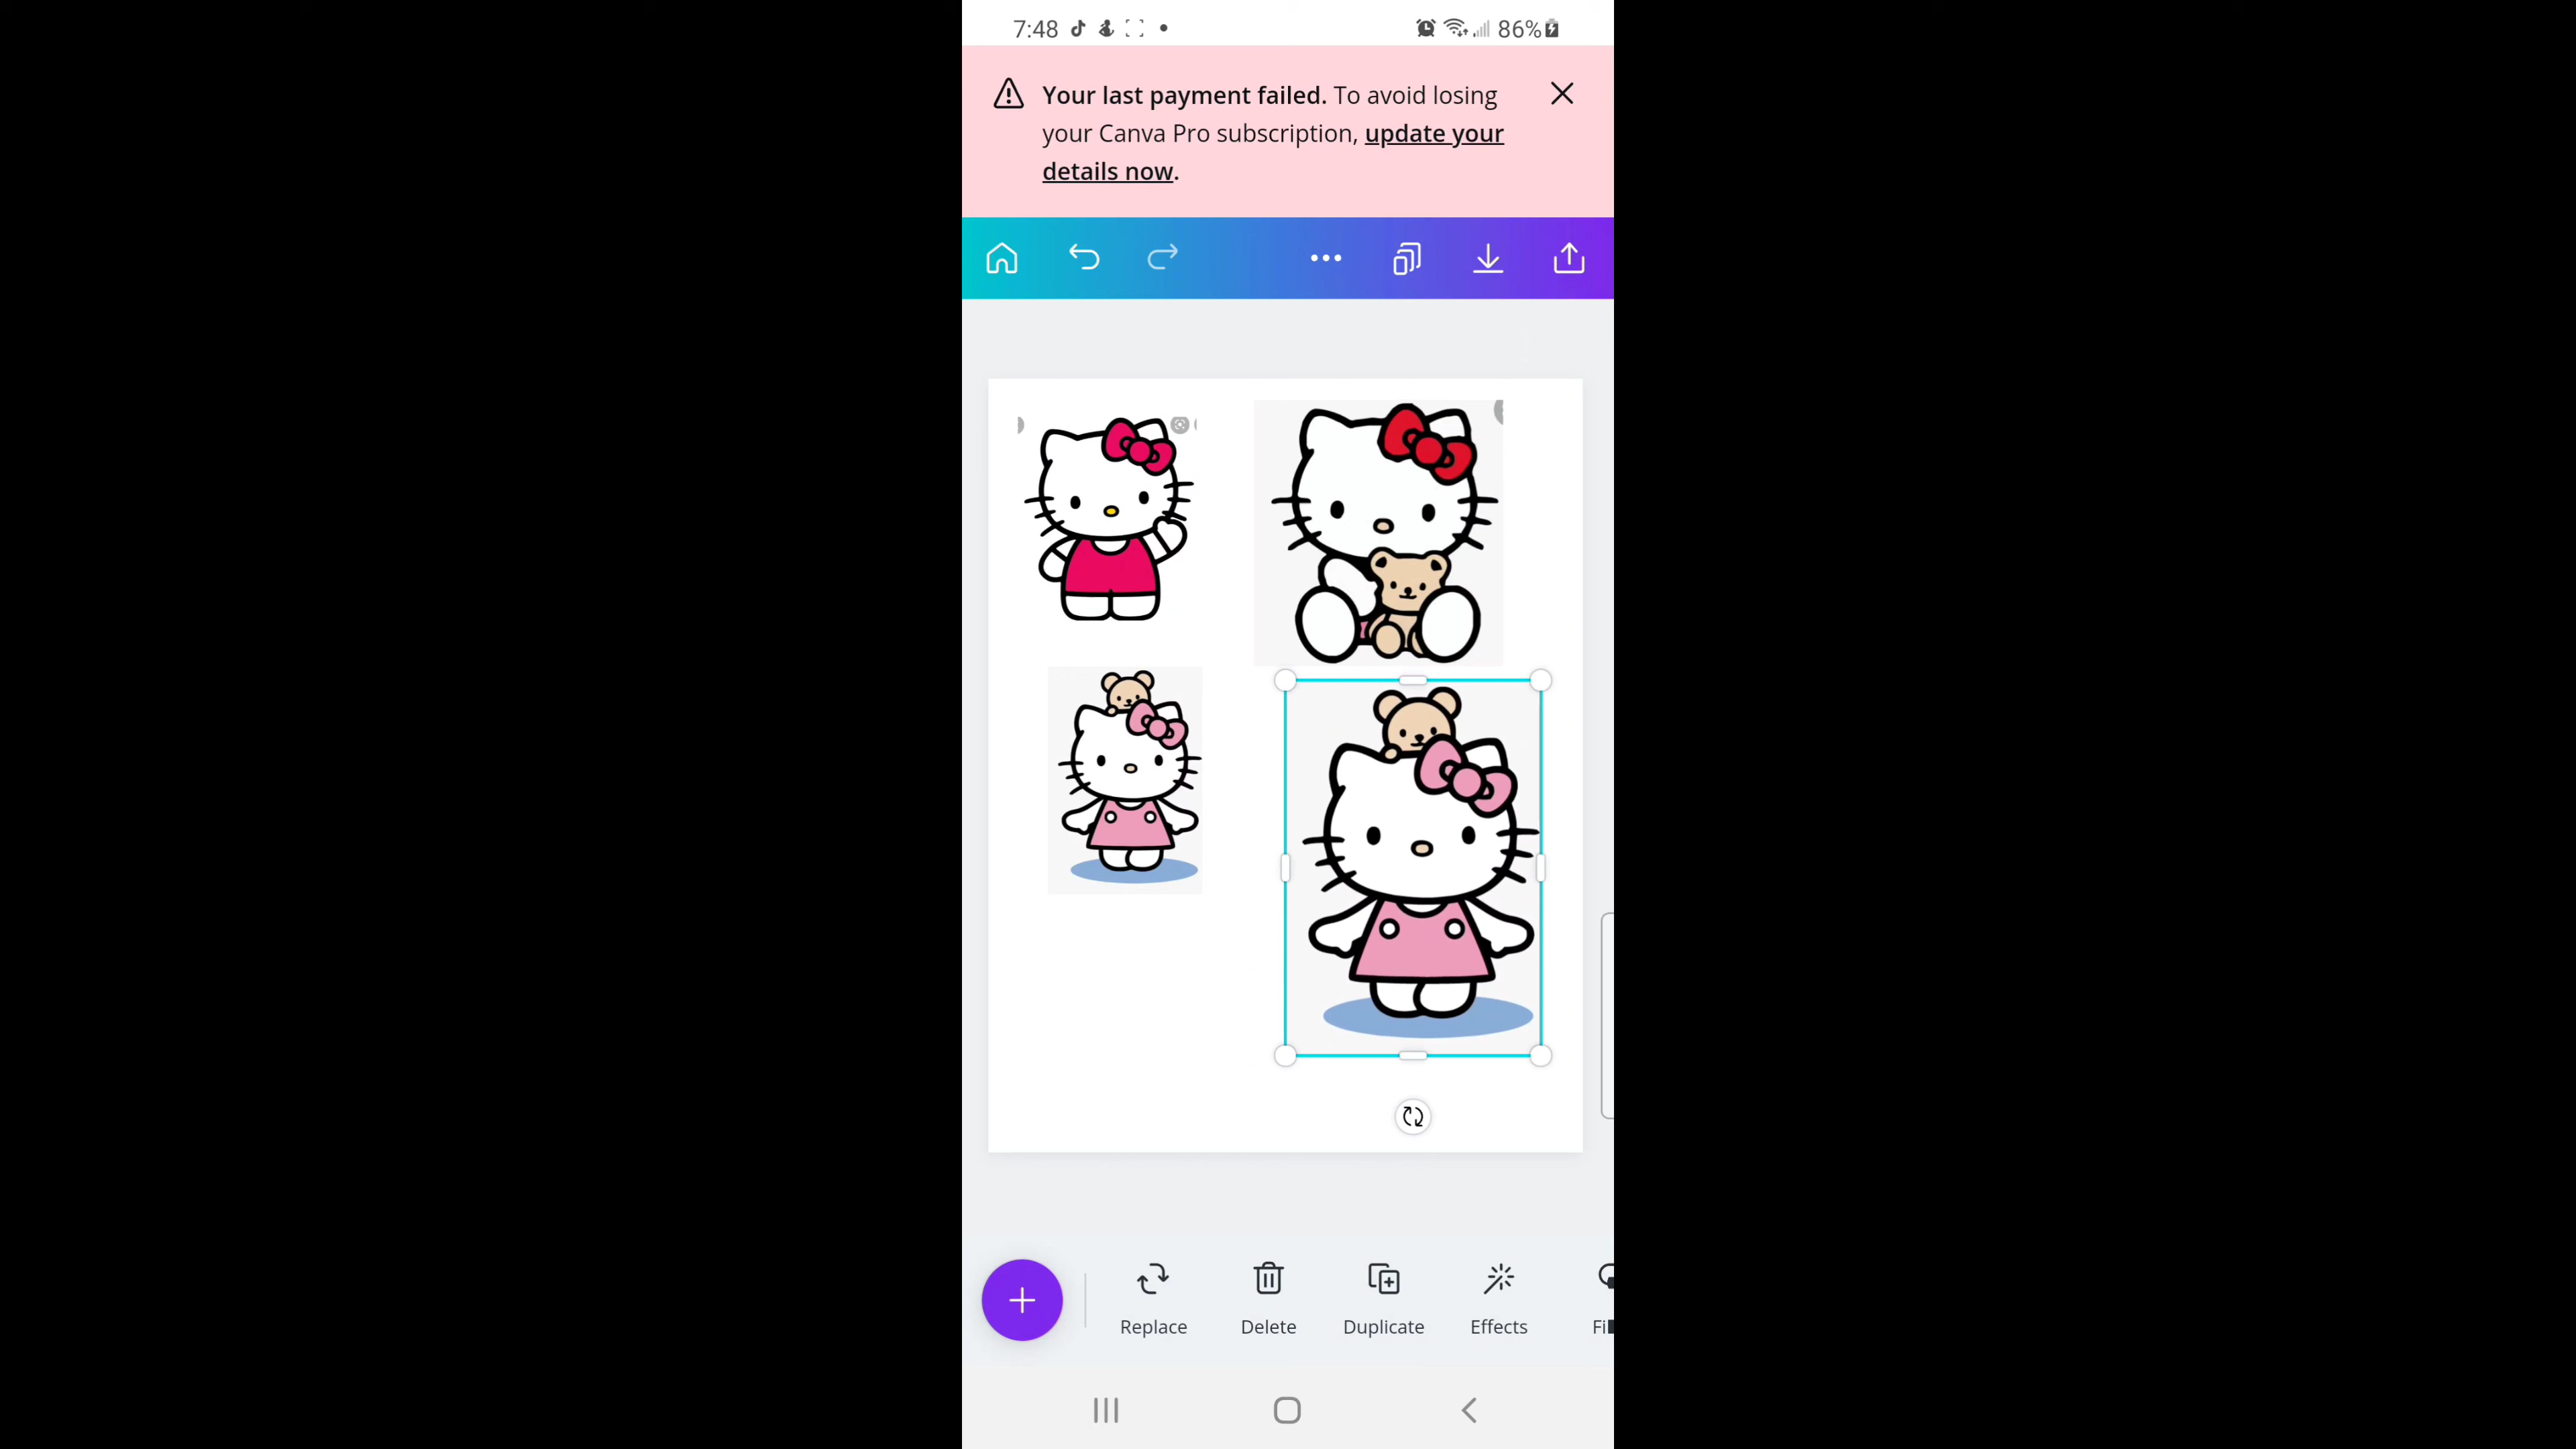 7:48
86%
Your last payment failed. To avoid losing
your Canva Pro subscription, update your
details now.
Replace
Delete
Duplicate
Effects